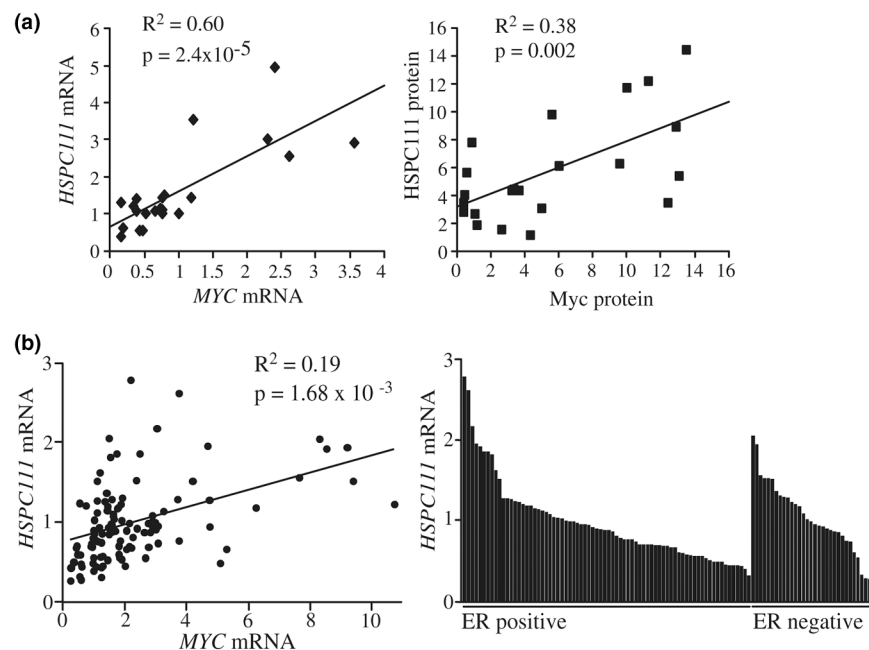 (a)
R² = 0.60
p = 2.4x10⁻⁵
HSPC111 mRNA
6
5
4
3
2
1
0
0 0.5 1 1.5 2 2.5 3 3.5 4
MYC mRNA
R² = 0.38
p = 0.002
HSPC111 protein
16
14
12
10
8
6
4
2
0
0 2 4 6 8 10 12 14 16
Myc protein
(b)
R² = 0.19
p = 1.68 x 10 ⁻³
HSPC111 mRNA
3
2
1
0
0 2 4 6 8 10
MYC mRNA
HSPC111 mRNA
3
2
1
0
ER positive ER negative